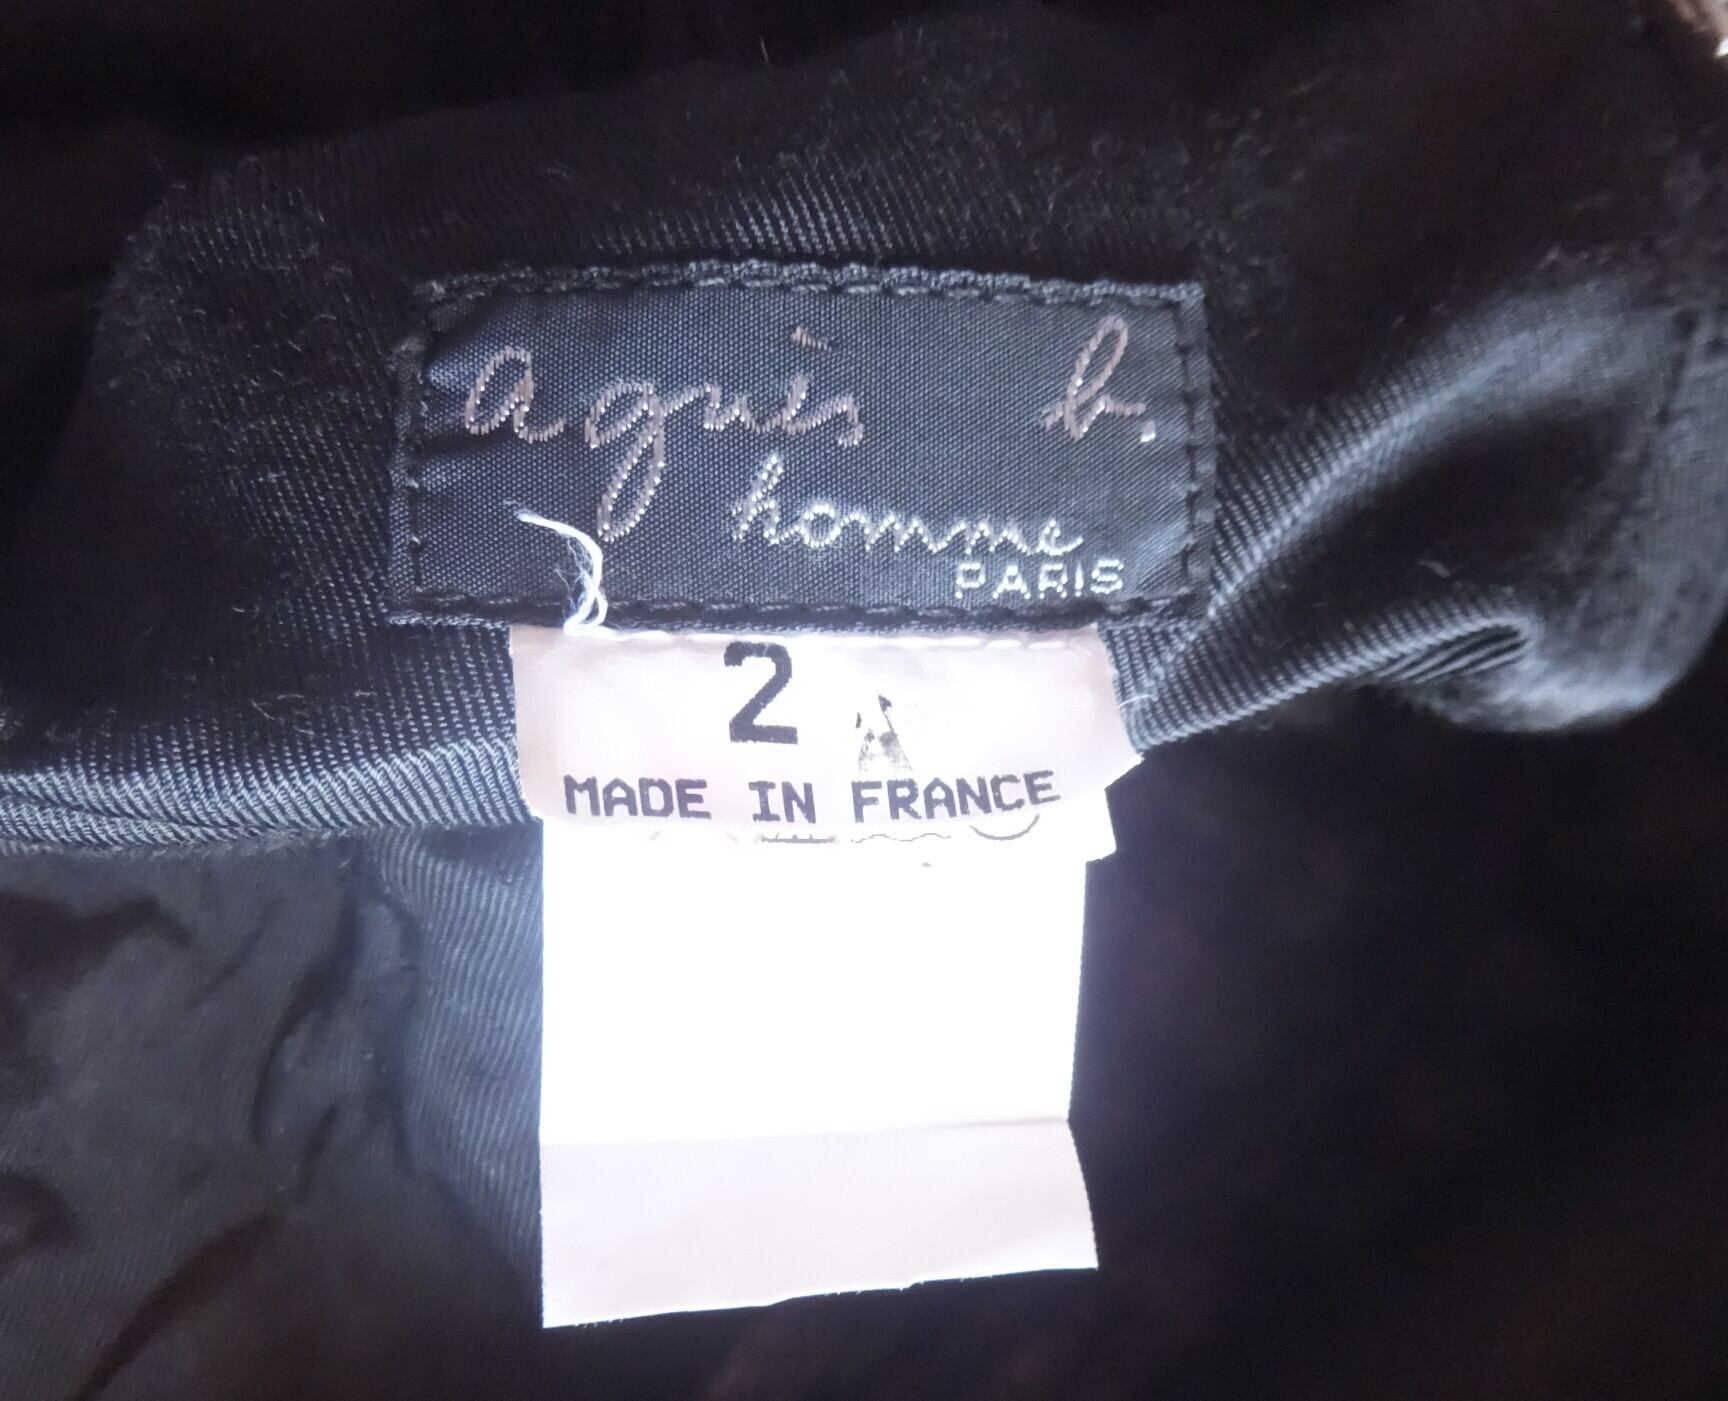 agnès b.
homme
PARIS
2
MADE IN FRANCE